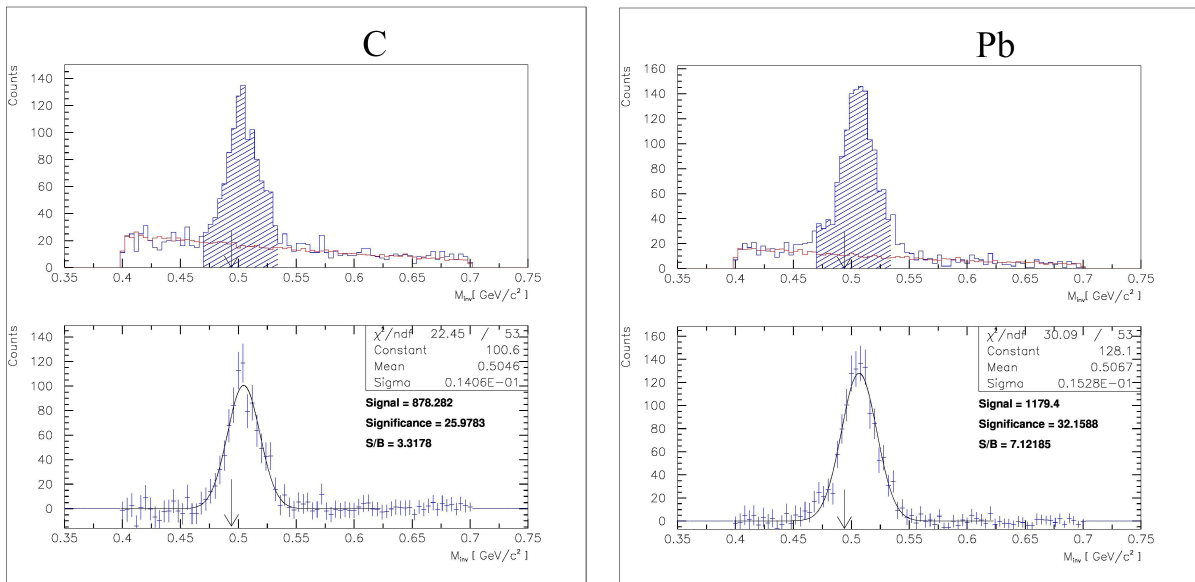 C
Counts
140
120
100
80
60
40
20
0
0.35 0.4 0.45 0.5 0.55 0.6 0.65 0.7 0.75
M_inv [ GeV/c² ]
Counts
140
120
100
80
60
40
20
0
0.35 0.4 0.45 0.5 0.55 0.6 0.65 0.7 0.75
M_inv [ GeV/c² ]
χ²/ndf 22.45 / 53
Constant 100.6
Mean 0.5046
Sigma 0.1406E-01
Signal = 878.282
Significance = 25.9783
S/B = 3.3178
Pb
Counts
160
140
120
100
80
60
40
20
0
0.35 0.4 0.45 0.5 0.55 0.6 0.65 0.7 0.75
M_inv [ GeV/c² ]
Counts
160
140
120
100
80
60
40
20
0
0.35 0.4 0.45 0.5 0.55 0.6 0.65 0.7 0.75
M_inv [ GeV/c² ]
χ²/ndf 30.09 / 53
Constant 128.1
Mean 0.5067
Sigma 0.1528E-01
Signal = 1179.4
Significance = 32.1588
S/B = 7.12185